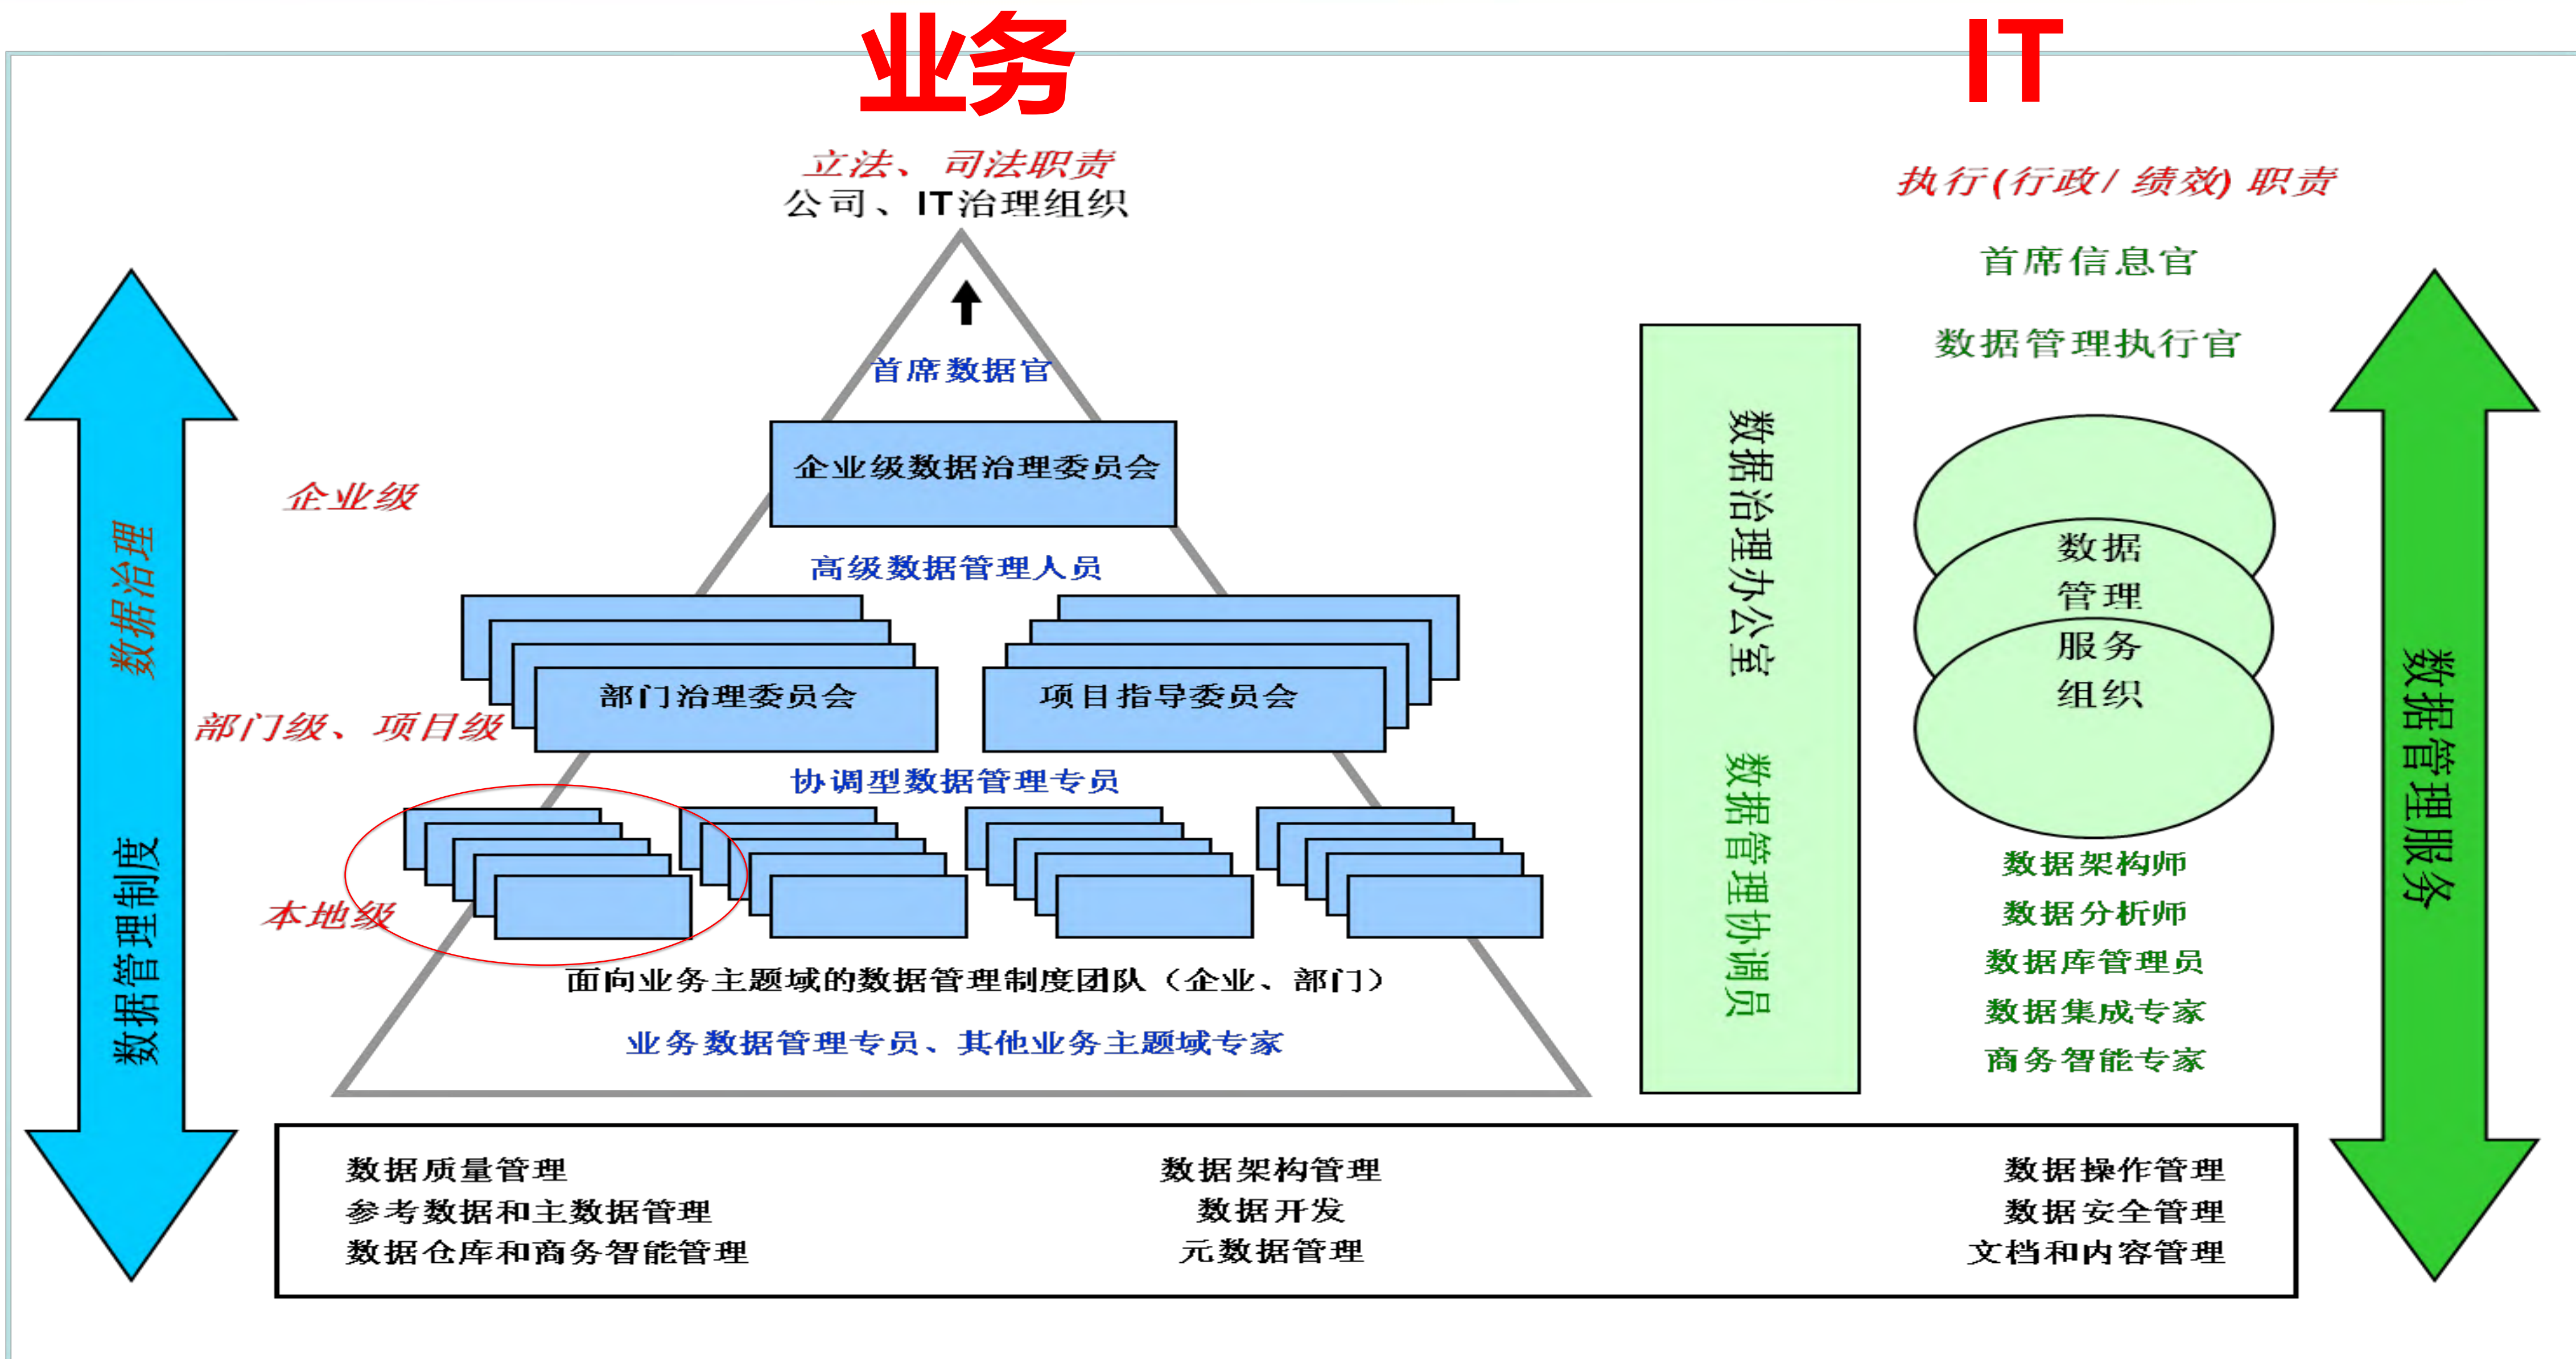 业务
IT
立法、司法职责
公司、IT治理组织
执行(行政/ 绩效) 职责
首席信息官
数据管理执行官
首席数据官
企业级数据治理委员会
企业级
高级数据管理人员
部门治理委员会
项目指导委员会
部门级、项目级
协调型数据管理专员
本地级
面向业务主题域的数据管理制度团队（企业、部门）
业务数据管理专员、其他业务主题域专家
数据治理
数据管理制度
数据治理办公室
数据管理协调员
数据
管理
服务
组织
数据架构师
数据分析师
数据库管理员
数据集成专家
商务智能专家
数据管理服务
数据质量管理
参考数据和主数据管理
数据仓库和商务智能管理
数据架构管理
数据开发
元数据管理
数据操作管理
数据安全管理
文档和内容管理